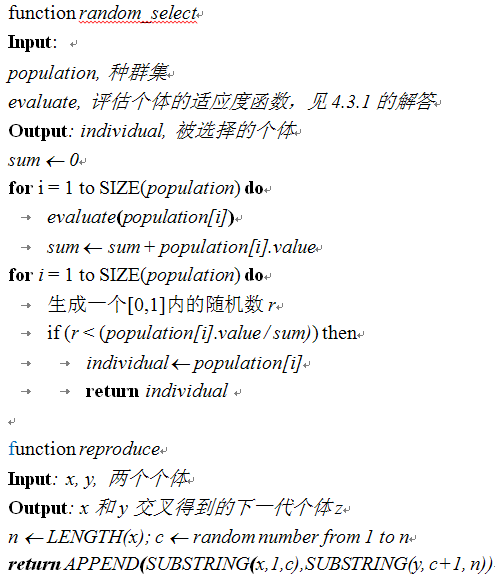 function random_select
Input:
population, 种群集
evaluate, 评估个体的适应度函数，见 4.3.1 的解答
Output: individual, 被选择的个体
sum ← 0
for i = 1 to SIZE(population) do
evaluate(population[i])
sum ← sum + population[i].value
for i = 1 to SIZE(population) do
生成一个[0,1]内的随机数 r
if (r < (population[i].value / sum)) then
individual ← population[i]
return individual
function reproduce
Input: x, y, 两个个体
Output: x 和 y 交叉得到的下一代个体 z
n ← LENGTH(x); c ← random number from 1 to n
return APPEND(SUBSTRING(x,1,c),SUBSTRING(y, c+1, n))